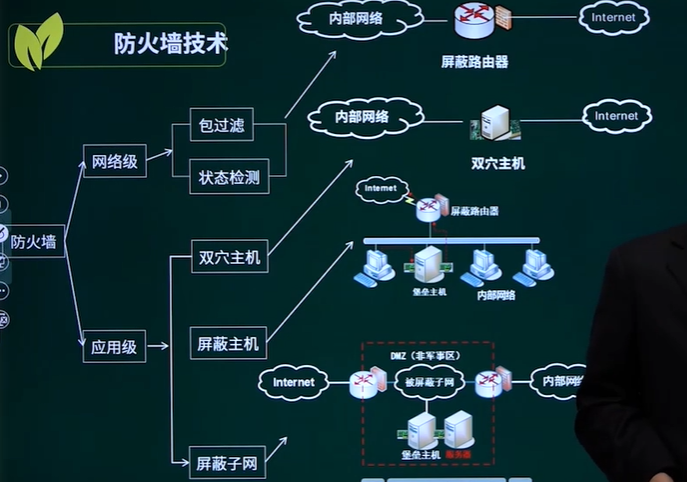 防火墙技术
防火墙
网络级
应用级
包过滤
状态检测
双穴主机
屏蔽主机
屏蔽子网
内部网络
Internet
屏蔽路由器
内部网络
Internet
双穴主机
Internet
屏蔽路由器
堡垒主机
内部网络
DMZ（非军事区）
Internet
被屏蔽子网
内部网络
堡垒主机
服务器